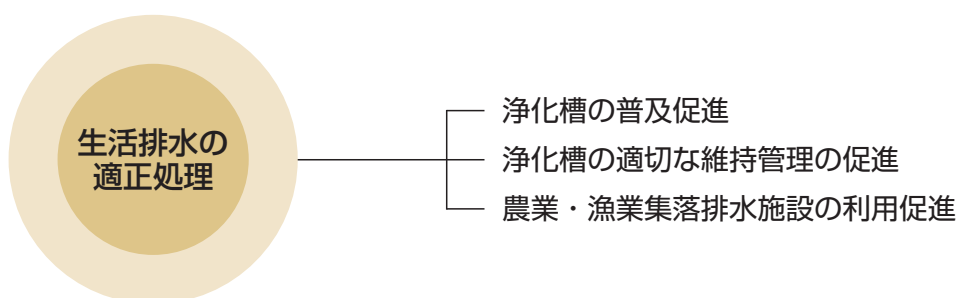 生活排水の
適正処理
浄化槽の普及促進
浄化槽の適切な維持管理の促進
農業・漁業集落排水施設の利用促進